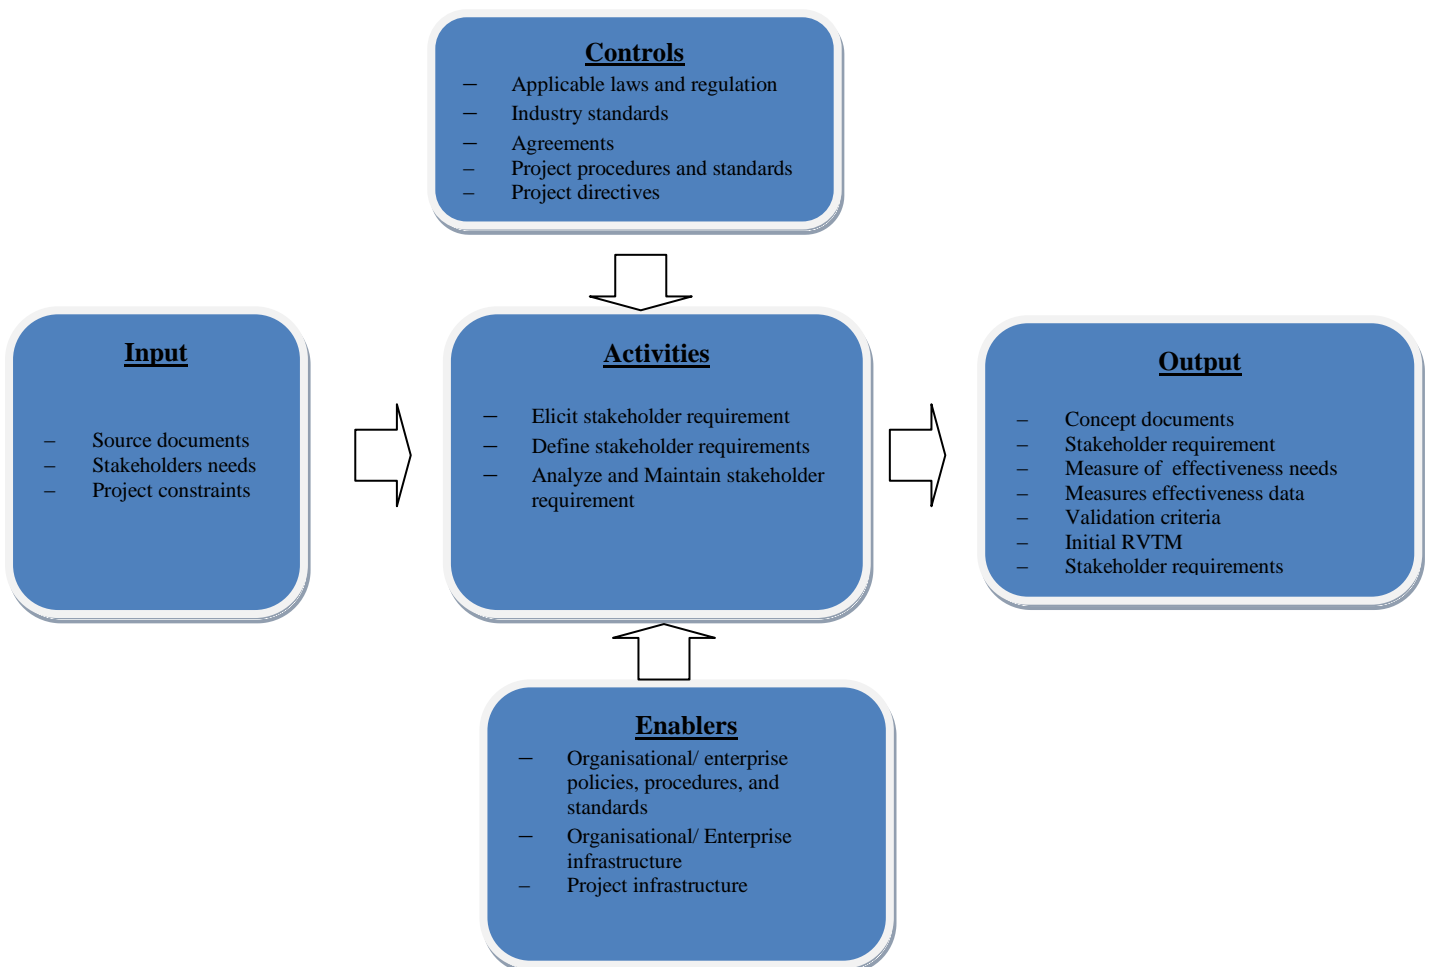 Controls
– Applicable laws and regulation
– Industry standards
– Agreements
– Project procedures and standards
– Project directives
Input
– Source documents
– Stakeholders needs
– Project constraints
Activities
– Elicit stakeholder requirement
– Define stakeholder requirements
– Analyze and Maintain stakeholder
requirement
Output
– Concept documents
– Stakeholder requirement
– Measure of effectiveness needs
– Measures effectiveness data
– Validation criteria
– Initial RVTM
– Stakeholder requirements
Enablers
– Organisational/ enterprise
policies, procedures, and
standards
– Organisational/ Enterprise
infrastructure
– Project infrastructure